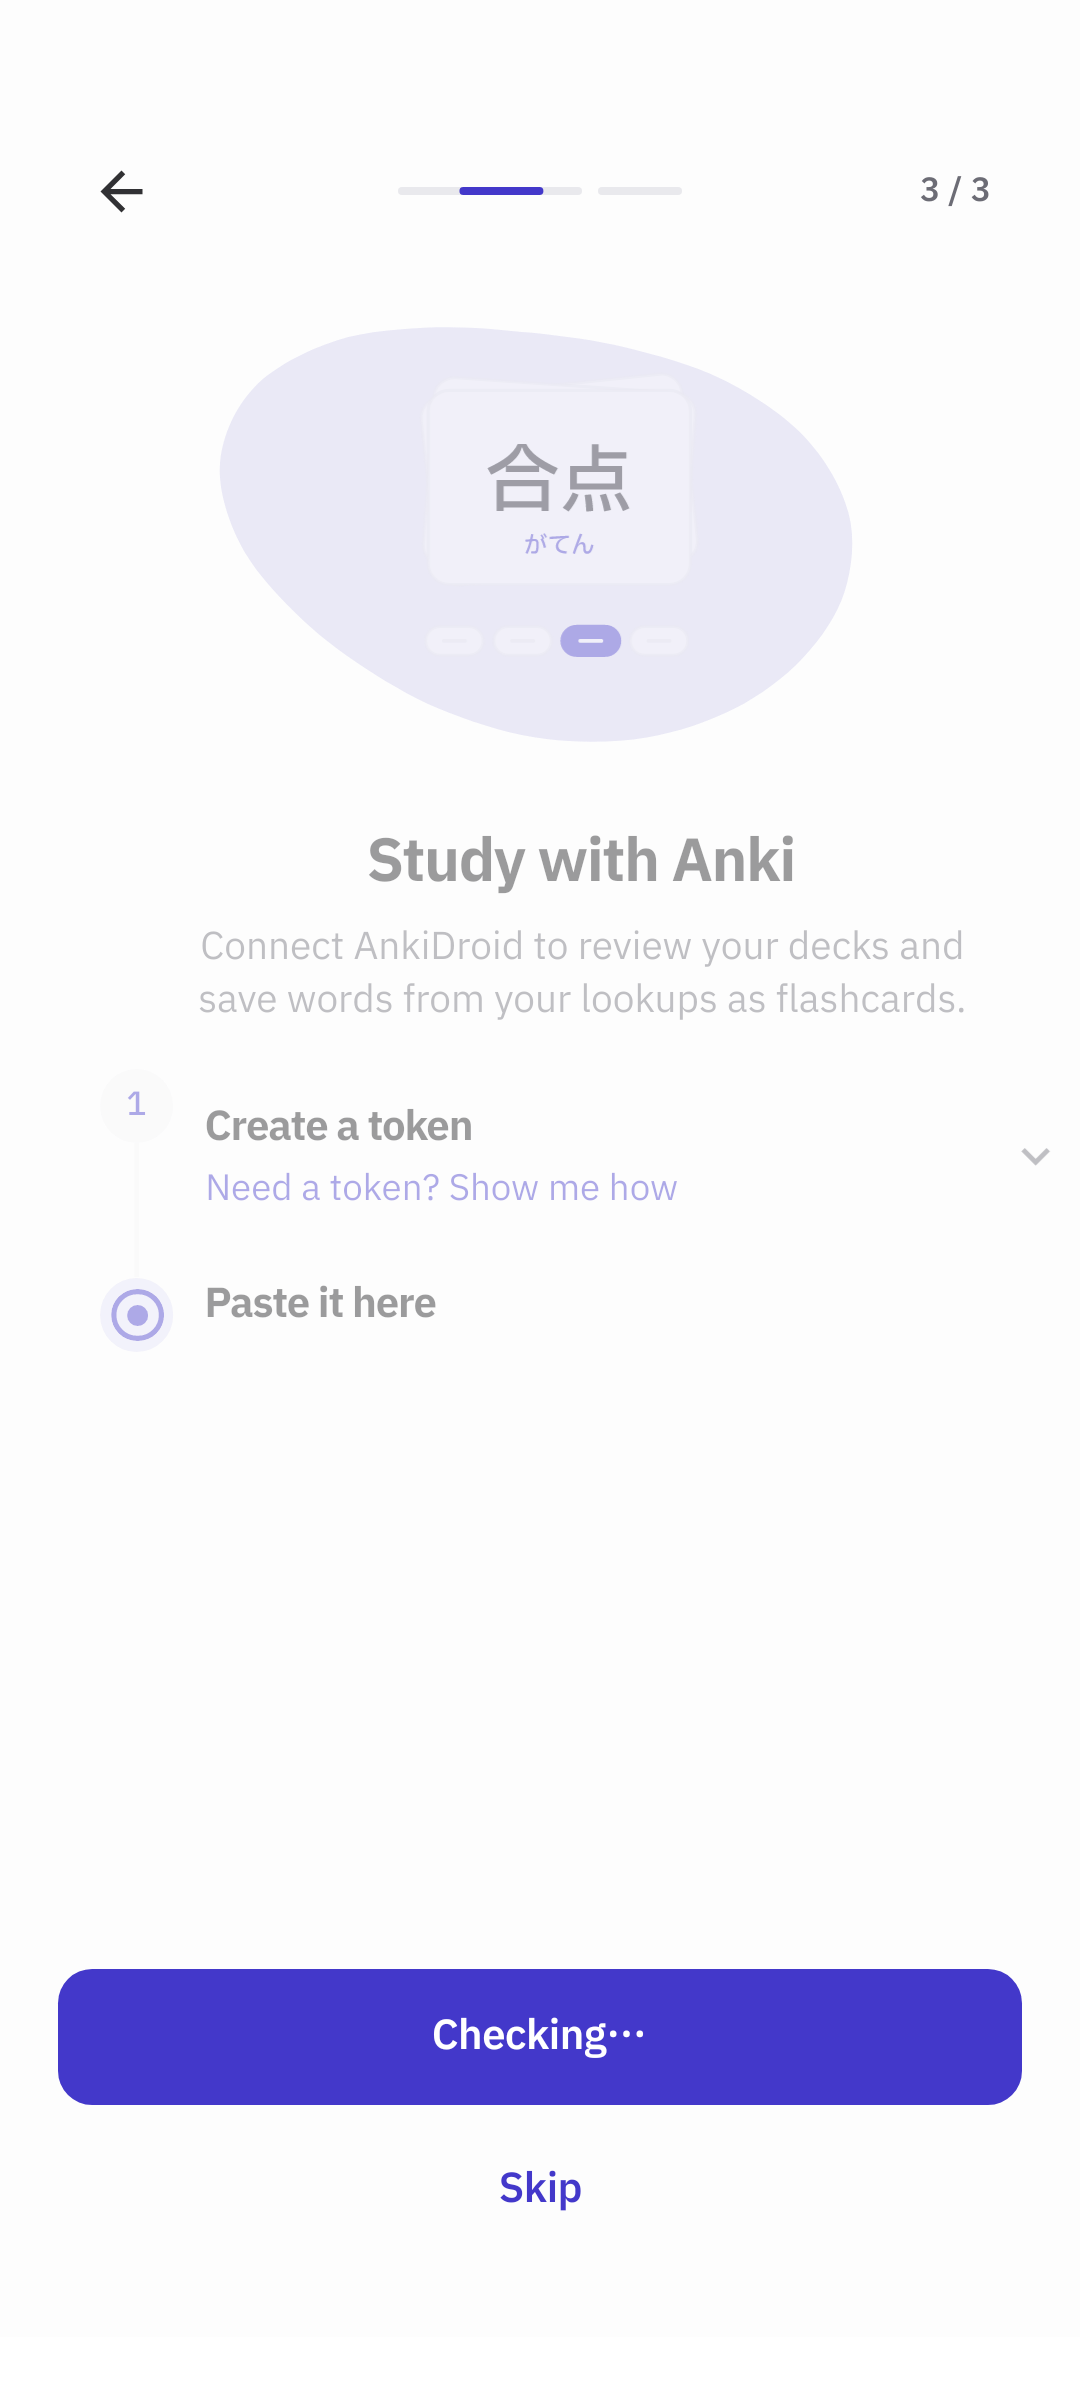 3 / 3
合点
がてん
Study with Anki
Connect AnkiDroid to review your decks and
save words from your lookups as flashcards.
1
Create a token
Need a token? Show me how
Paste it here
Checking…
Skip